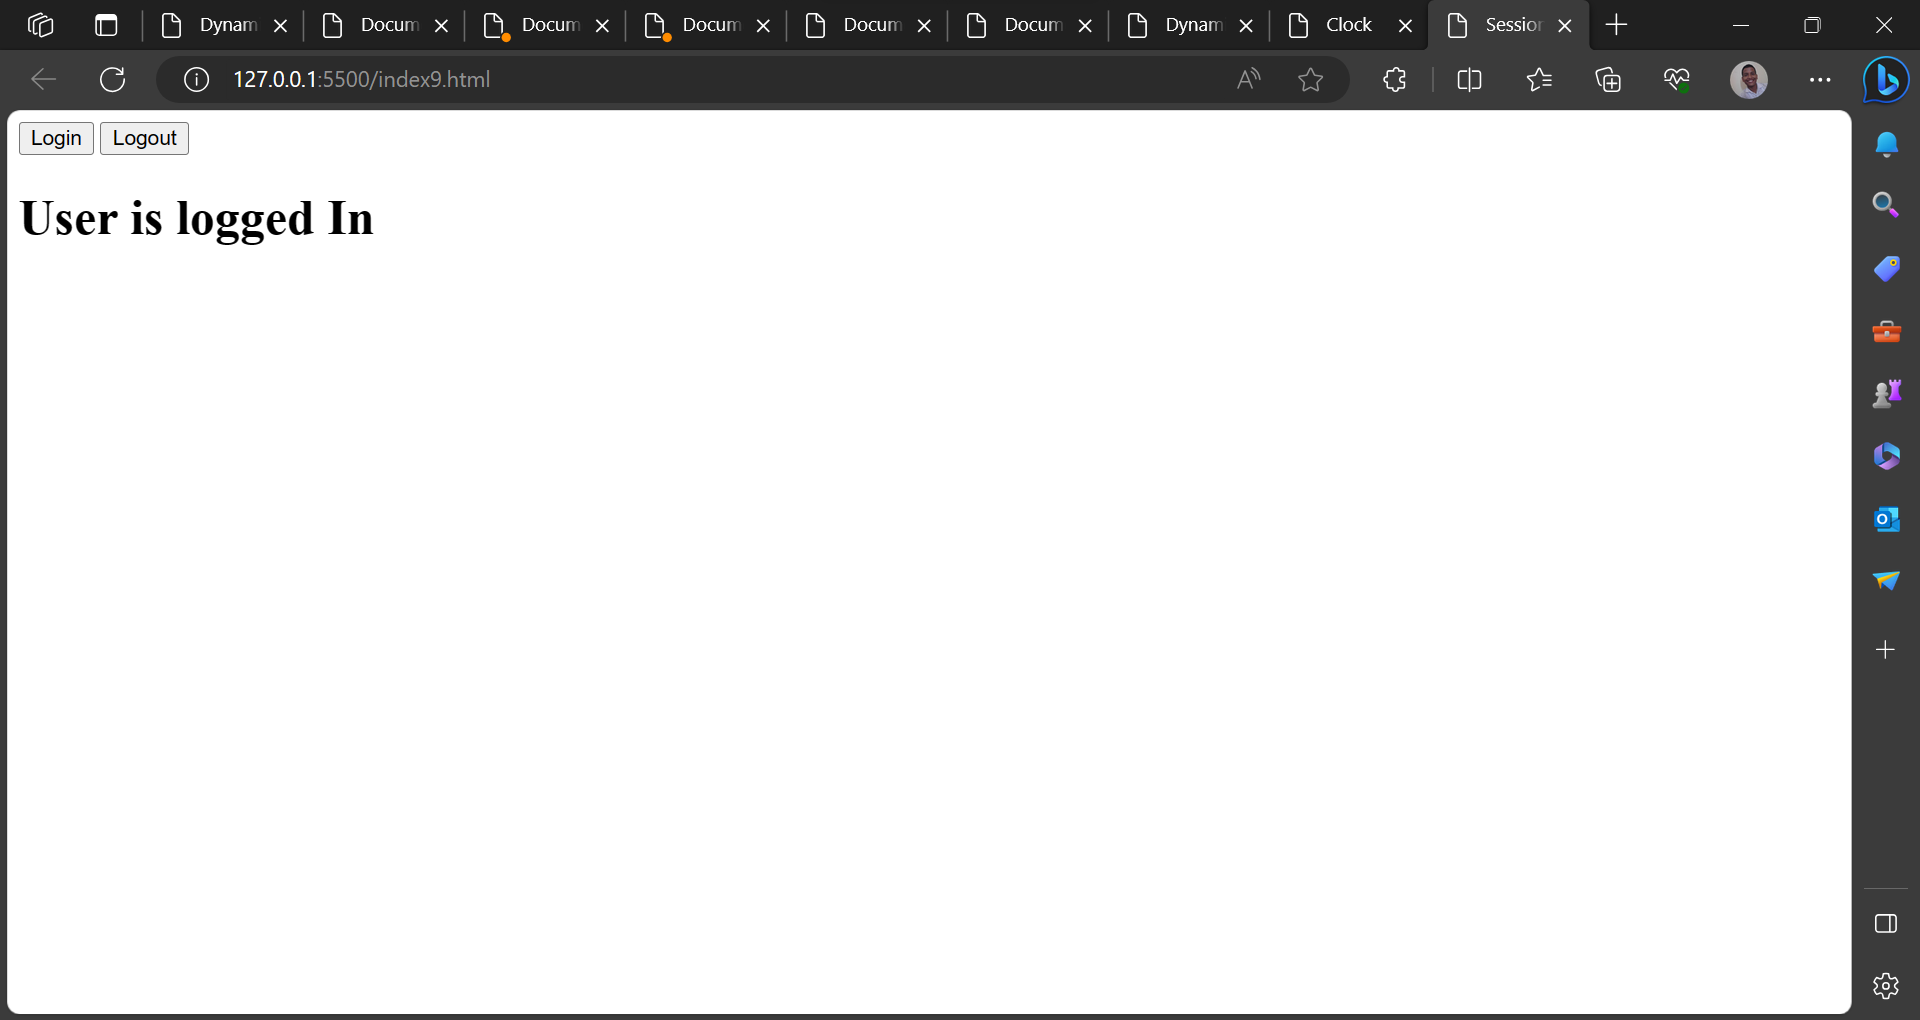 Dynam Docum Docum Docum Docum Docum Dynam Clock Session
127.0.0.1:5500/index9.html
Login Logout
User is logged In